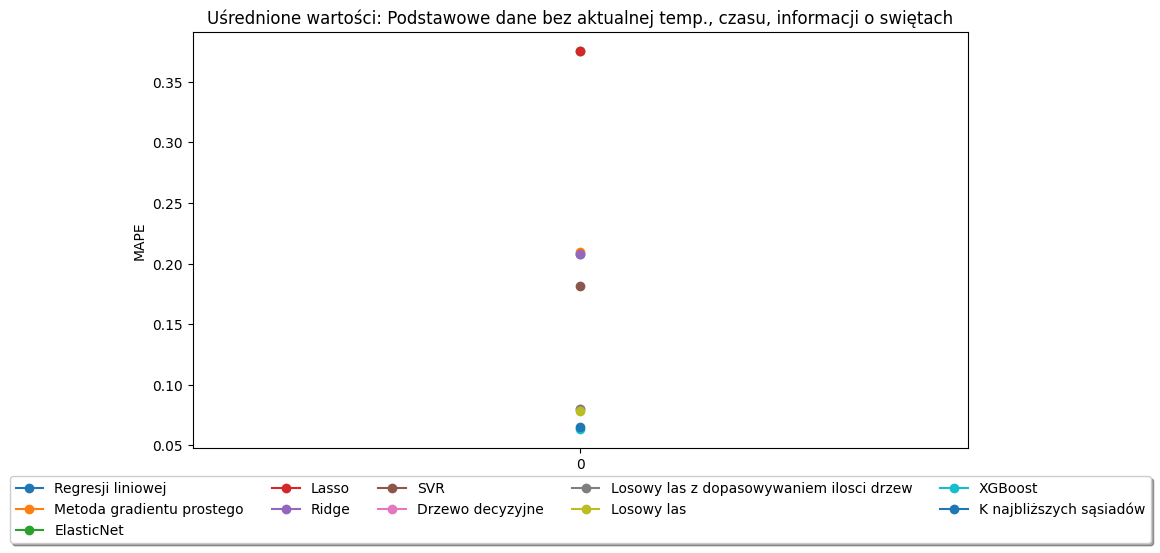 Uśrednione wartości: Podstawowe dane bez aktualnej temp., czasu, informacji o swiętach
MAPE
0.35
0.30
0.25
0.20
0.15
0.10
0.05
0
Regresji liniowej
Metoda gradientu prostego
ElasticNet
Lasso
Ridge
SVR
Drzewo decyzyjne
Losowy las z dopasowywaniem ilosci drzew
Losowy las
XGBoost
K najbliższych sąsiadów